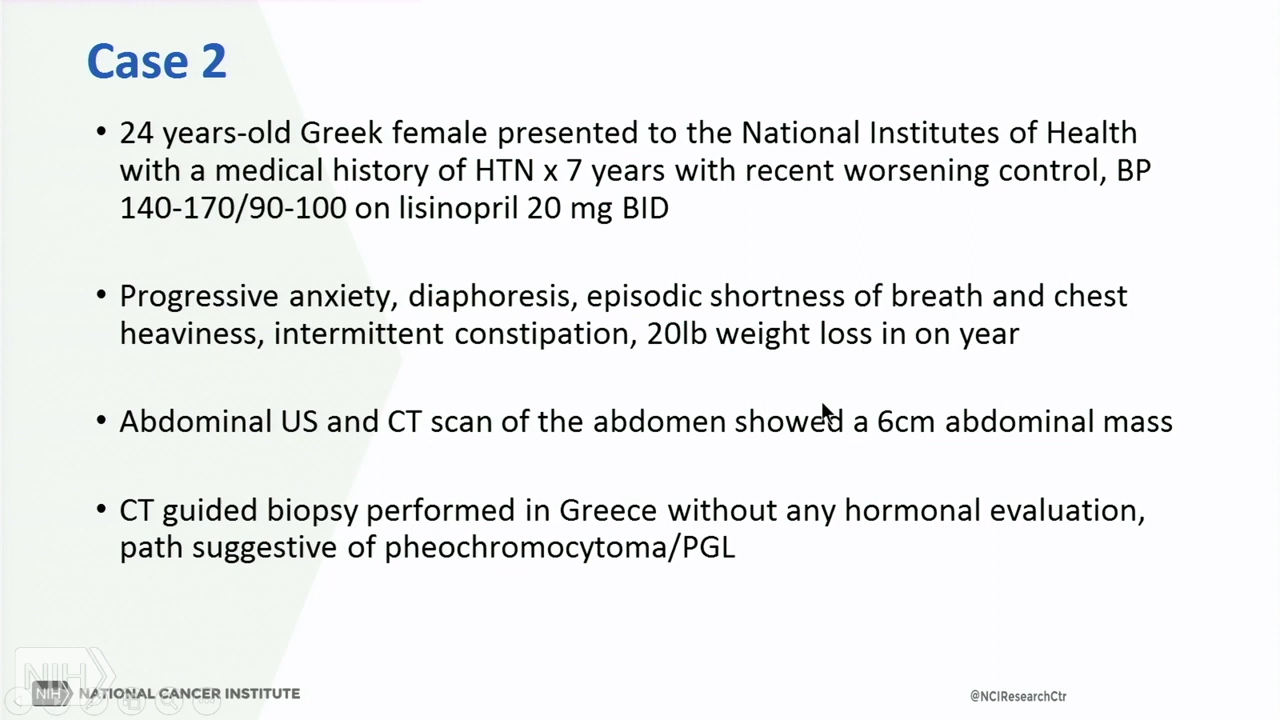 Case 2
• 24 years-old Greek female presented to the National Institutes of Health
with a medical history of HTN x 7 years with recent worsening control, BP
140-170/90-100 on lisinopril 20 mg BID
• Progressive anxiety, diaphoresis, episodic shortness of breath and chest
heaviness, intermittent constipation, 20lb weight loss in on year
• Abdominal US and CT scan of the abdomen showed a 6cm abdominal mass
• CT guided biopsy performed in Greece without any hormonal evaluation,
path suggestive of pheochromocytoma/PGL
NIH
NIH NATIONAL CANCER INSTITUTE
@NCIResearchCtr